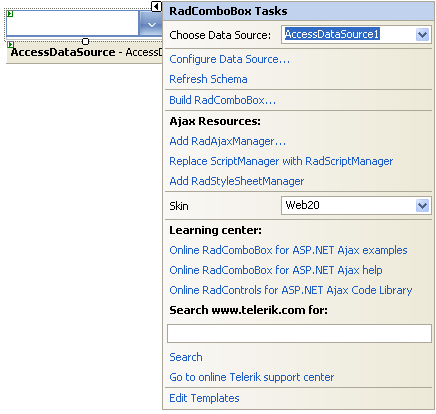 RadComboBox Tasks
Choose Data Source: AccessDataSource1
AccessDataSource - AccessD
Configure Data Source...
Refresh Schema
Build RadComboBox...
Ajax Resources:
Add RadAjaxManager...
Replace ScriptManager with RadScriptManager
Add RadStyleSheetManager
Skin Web20
Learning center:
Online RadComboBox for ASP.NET Ajax examples
Online RadComboBox for ASP.NET Ajax help
Online RadControls for ASP.NET Ajax Code Library
Search www.telerik.com for:
Search
Go to online Telerik support center
Edit Templates